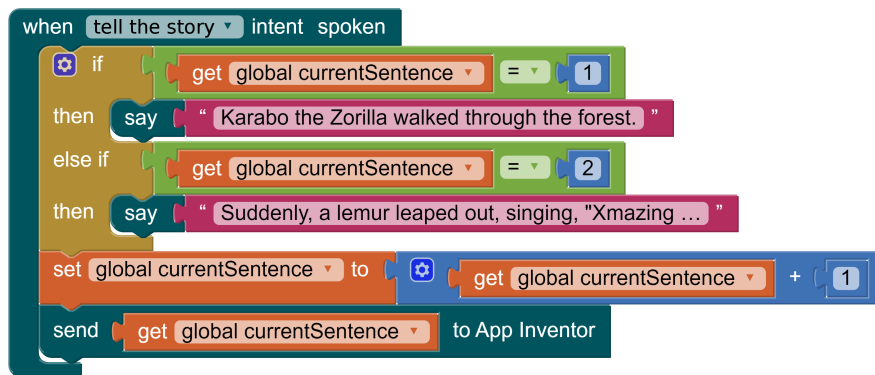 when tell the story intent spoken
if get global currentSentence = 1
then say “ Karabo the Zorilla walked through the forest. ”
else if get global currentSentence = 2
then say “ Suddenly, a lemur leaped out, singing, "Xmazing ... ”
set global currentSentence to get global currentSentence + 1
send get global currentSentence to App Inventor